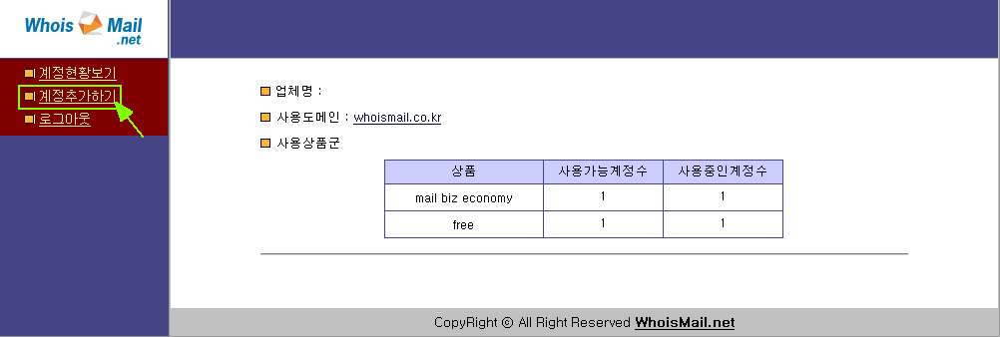 Whois Mail
.net
계정현황보기
계정추가하기
로그아웃
업체명 :
사용도메인 : whoismail.co.kr
사용상품군
상품 사용가능계정수 사용중인계정수
mail biz economy 1 1
free 1 1
CopyRight ⓒ All Right Reserved WhoisMail.net